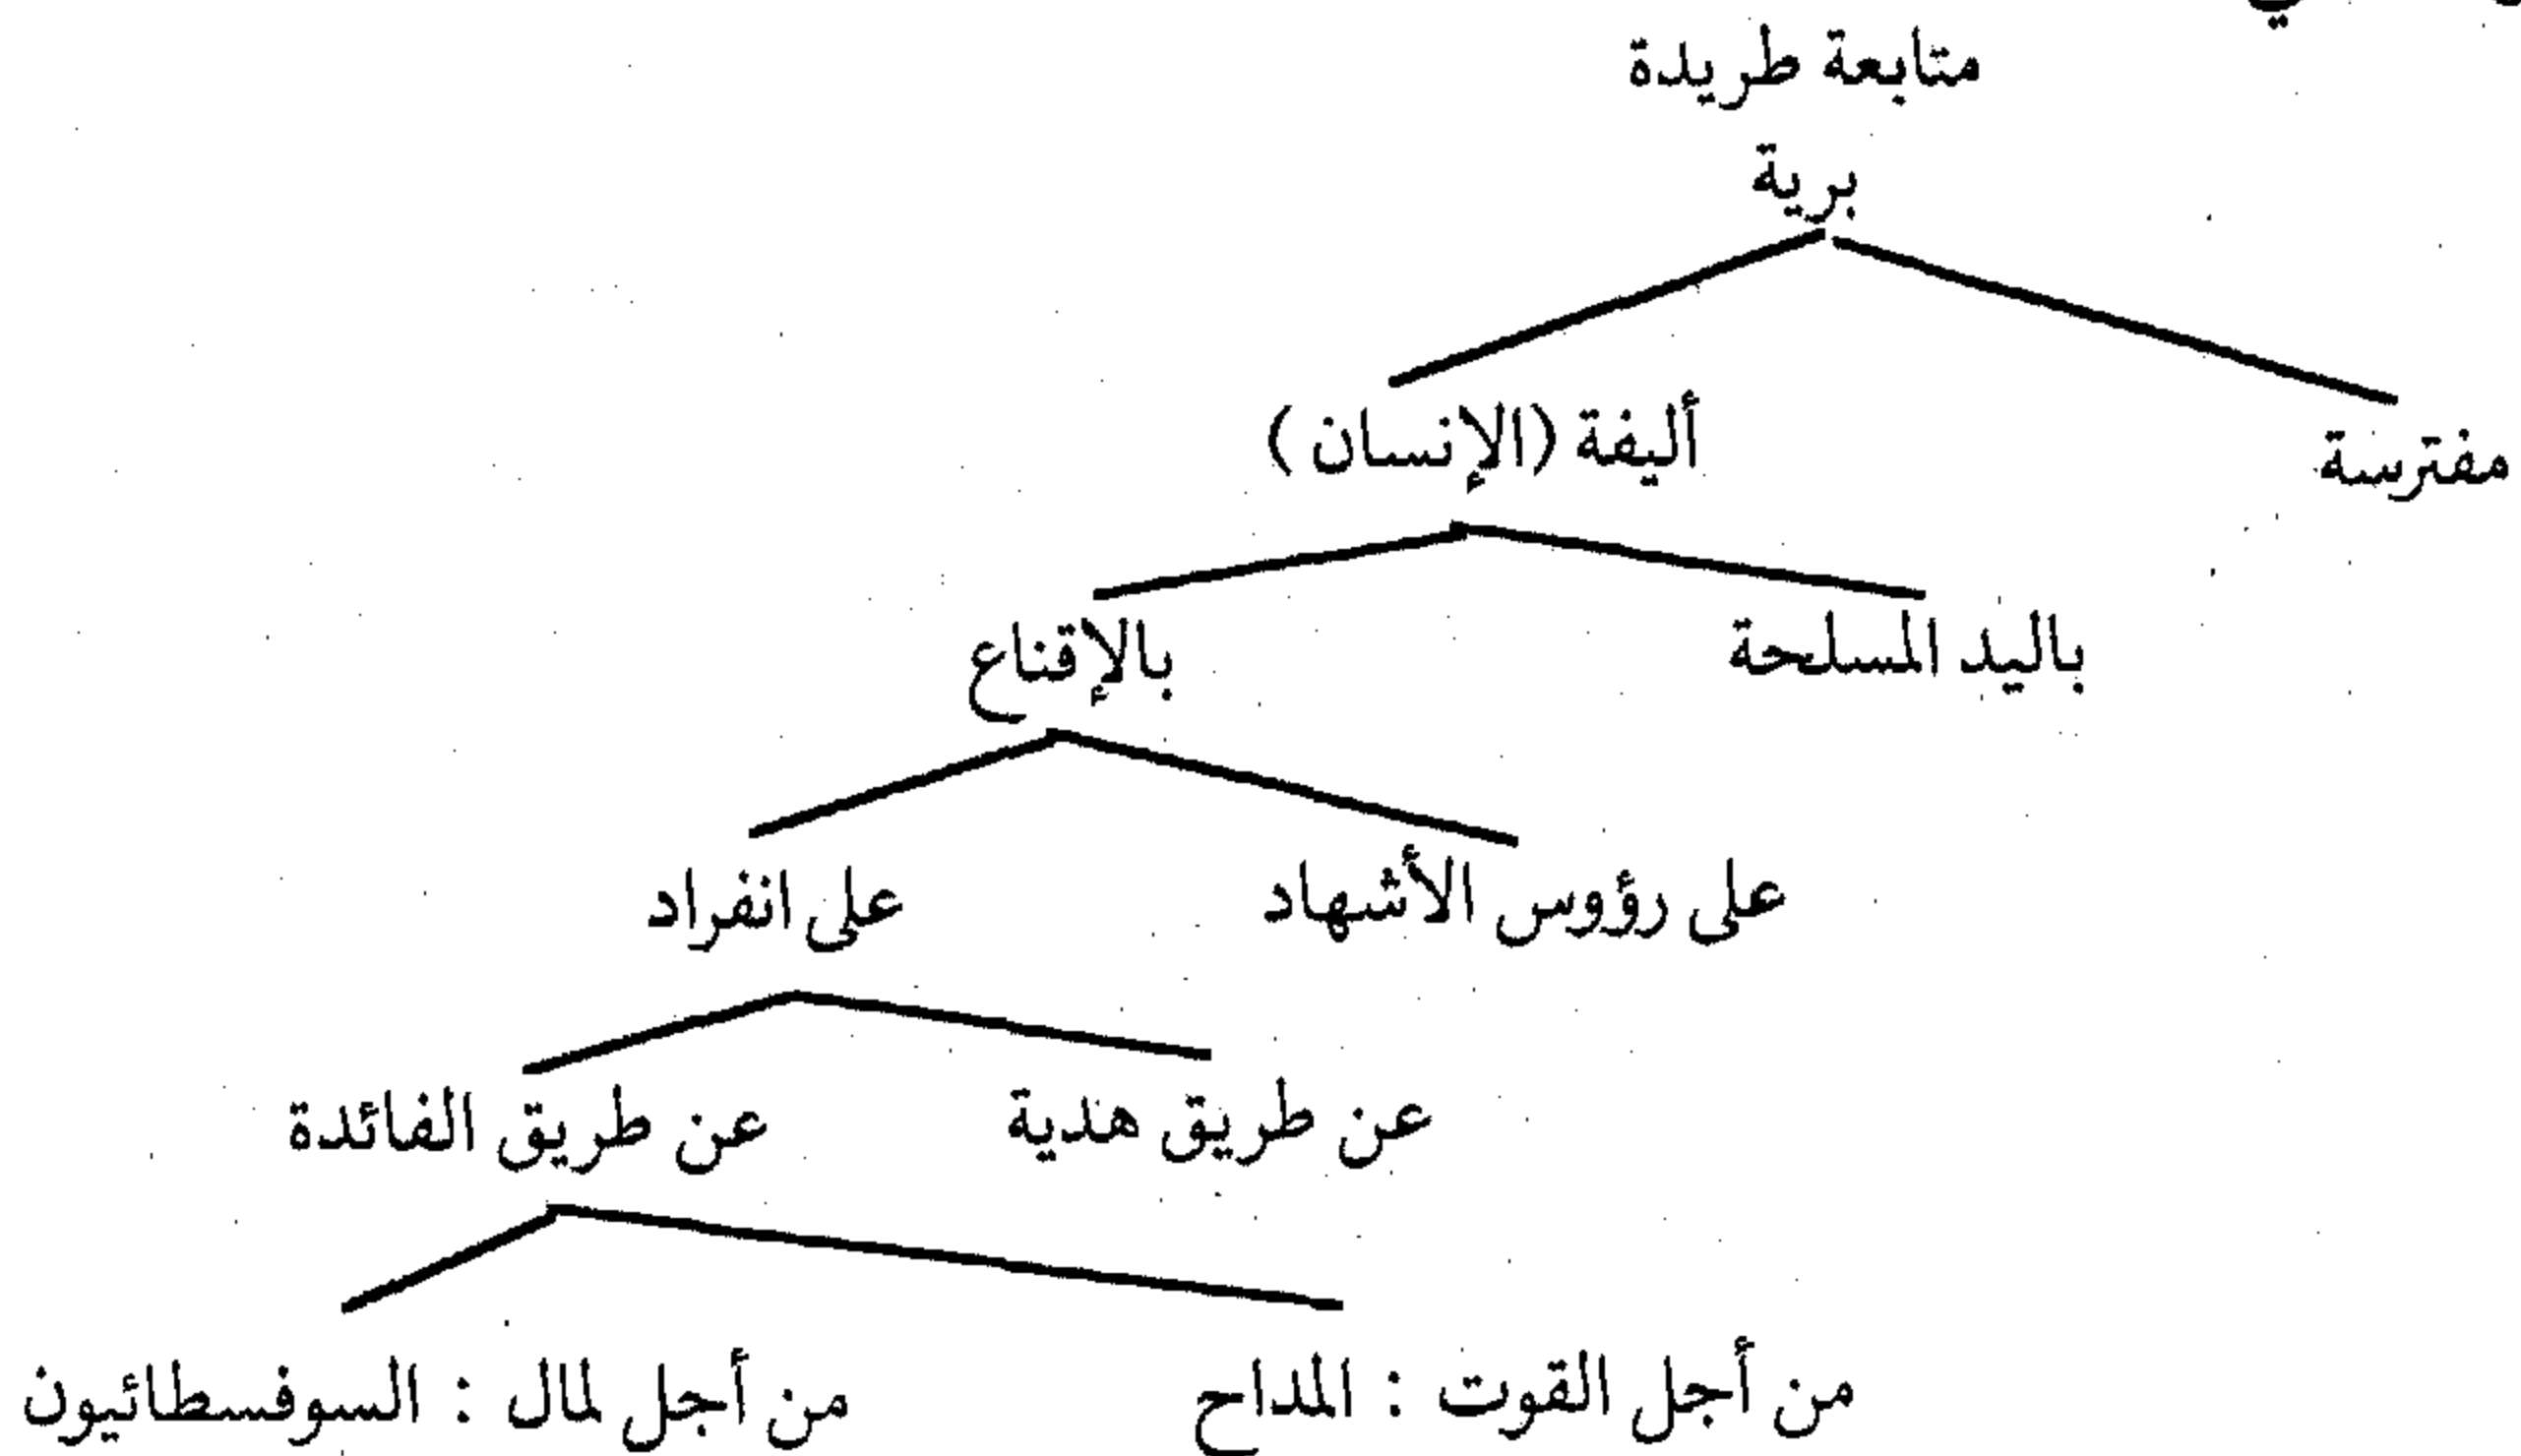 متابعة طريدة
برية
مفترسة
أليفة (الإنسان)
باليد المسلحة
بالإقناع
على رؤوس الأشهاد
على انفراد
عن طريق هدية
عن طريق الفائدة
من أجل القوت : المداح
من أجل لمال : السوفسطائيون